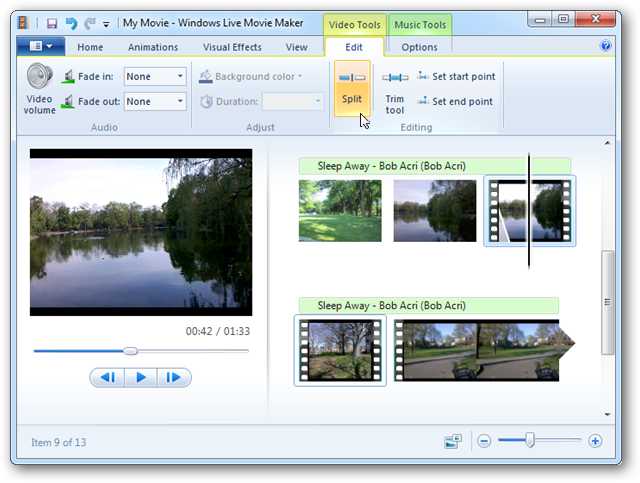 My Movie - Windows Live Movie Maker
Video Tools
Music Tools
Home
Animations
Visual Effects
View
Edit
Options
Video volume
Fade in:
None
Fade out:
None
Audio
Background color
Duration:
Adjust
Split
Trim tool
Set start point
Set end point
Editing
Sleep Away - Bob Acri (Bob Acri)
00:42 / 01:33
Sleep Away - Bob Acri (Bob Acri)
Item 9 of 13